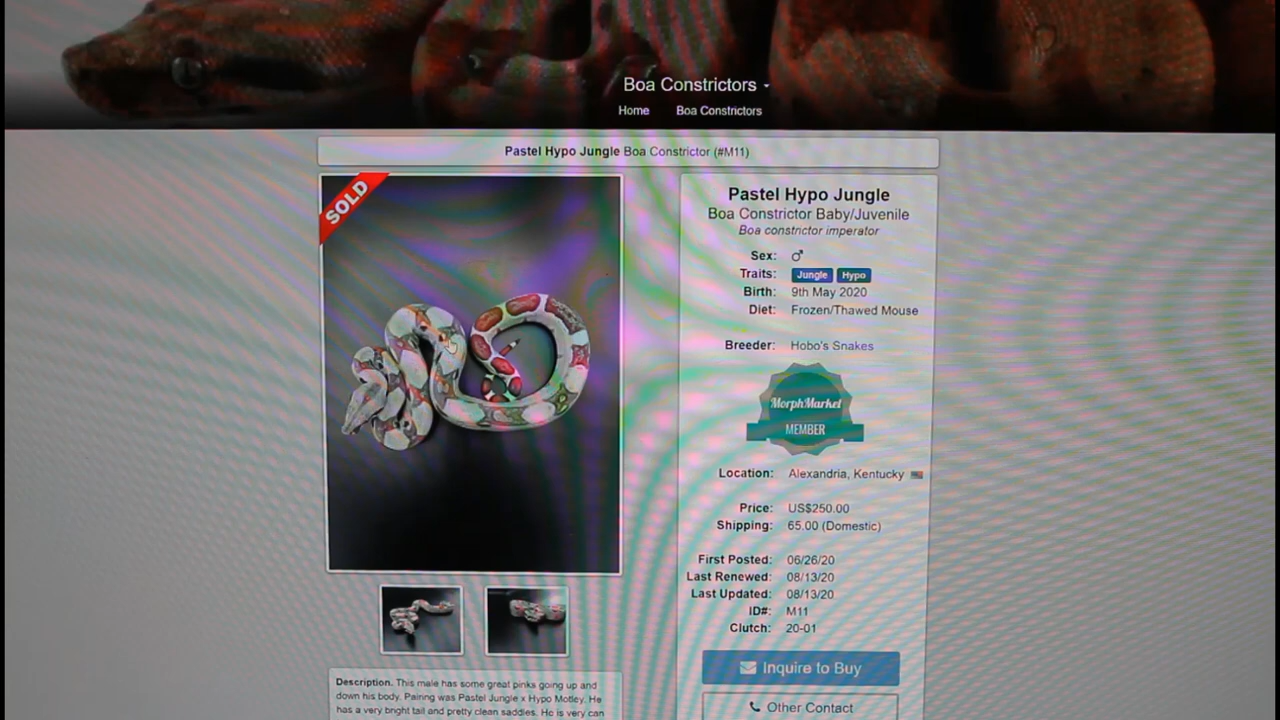 Boa Constrictors
Home Boa Constrictors
Pastel Hypo Jungle Boa Constrictor (#M11)
SOLD
Pastel Hypo Jungle
Boa Constrictor Baby/Juvenile
Boa constrictor imperator
Sex: ♂
Traits: Jungle Hypo
Birth: 9th May 2020
Diet: Frozen/Thawed Mouse
Breeder: Hobo's Snakes
MorphMarket
MEMBER
Location: Alexandria, Kentucky
Price: US$250.00
Shipping: 65.00 (Domestic)
First Posted: 06/26/20
Last Renewed: 08/13/20
Last Updated: 08/13/20
ID#: M11
Clutch: 20-01
Inquire to Buy
Other Contact
Description. This male has some great pinks going up and
down his body. Pairing was Pastel Jungle x Hypo Motley. He
has a very bright tail and pretty clean saddles. He is very can